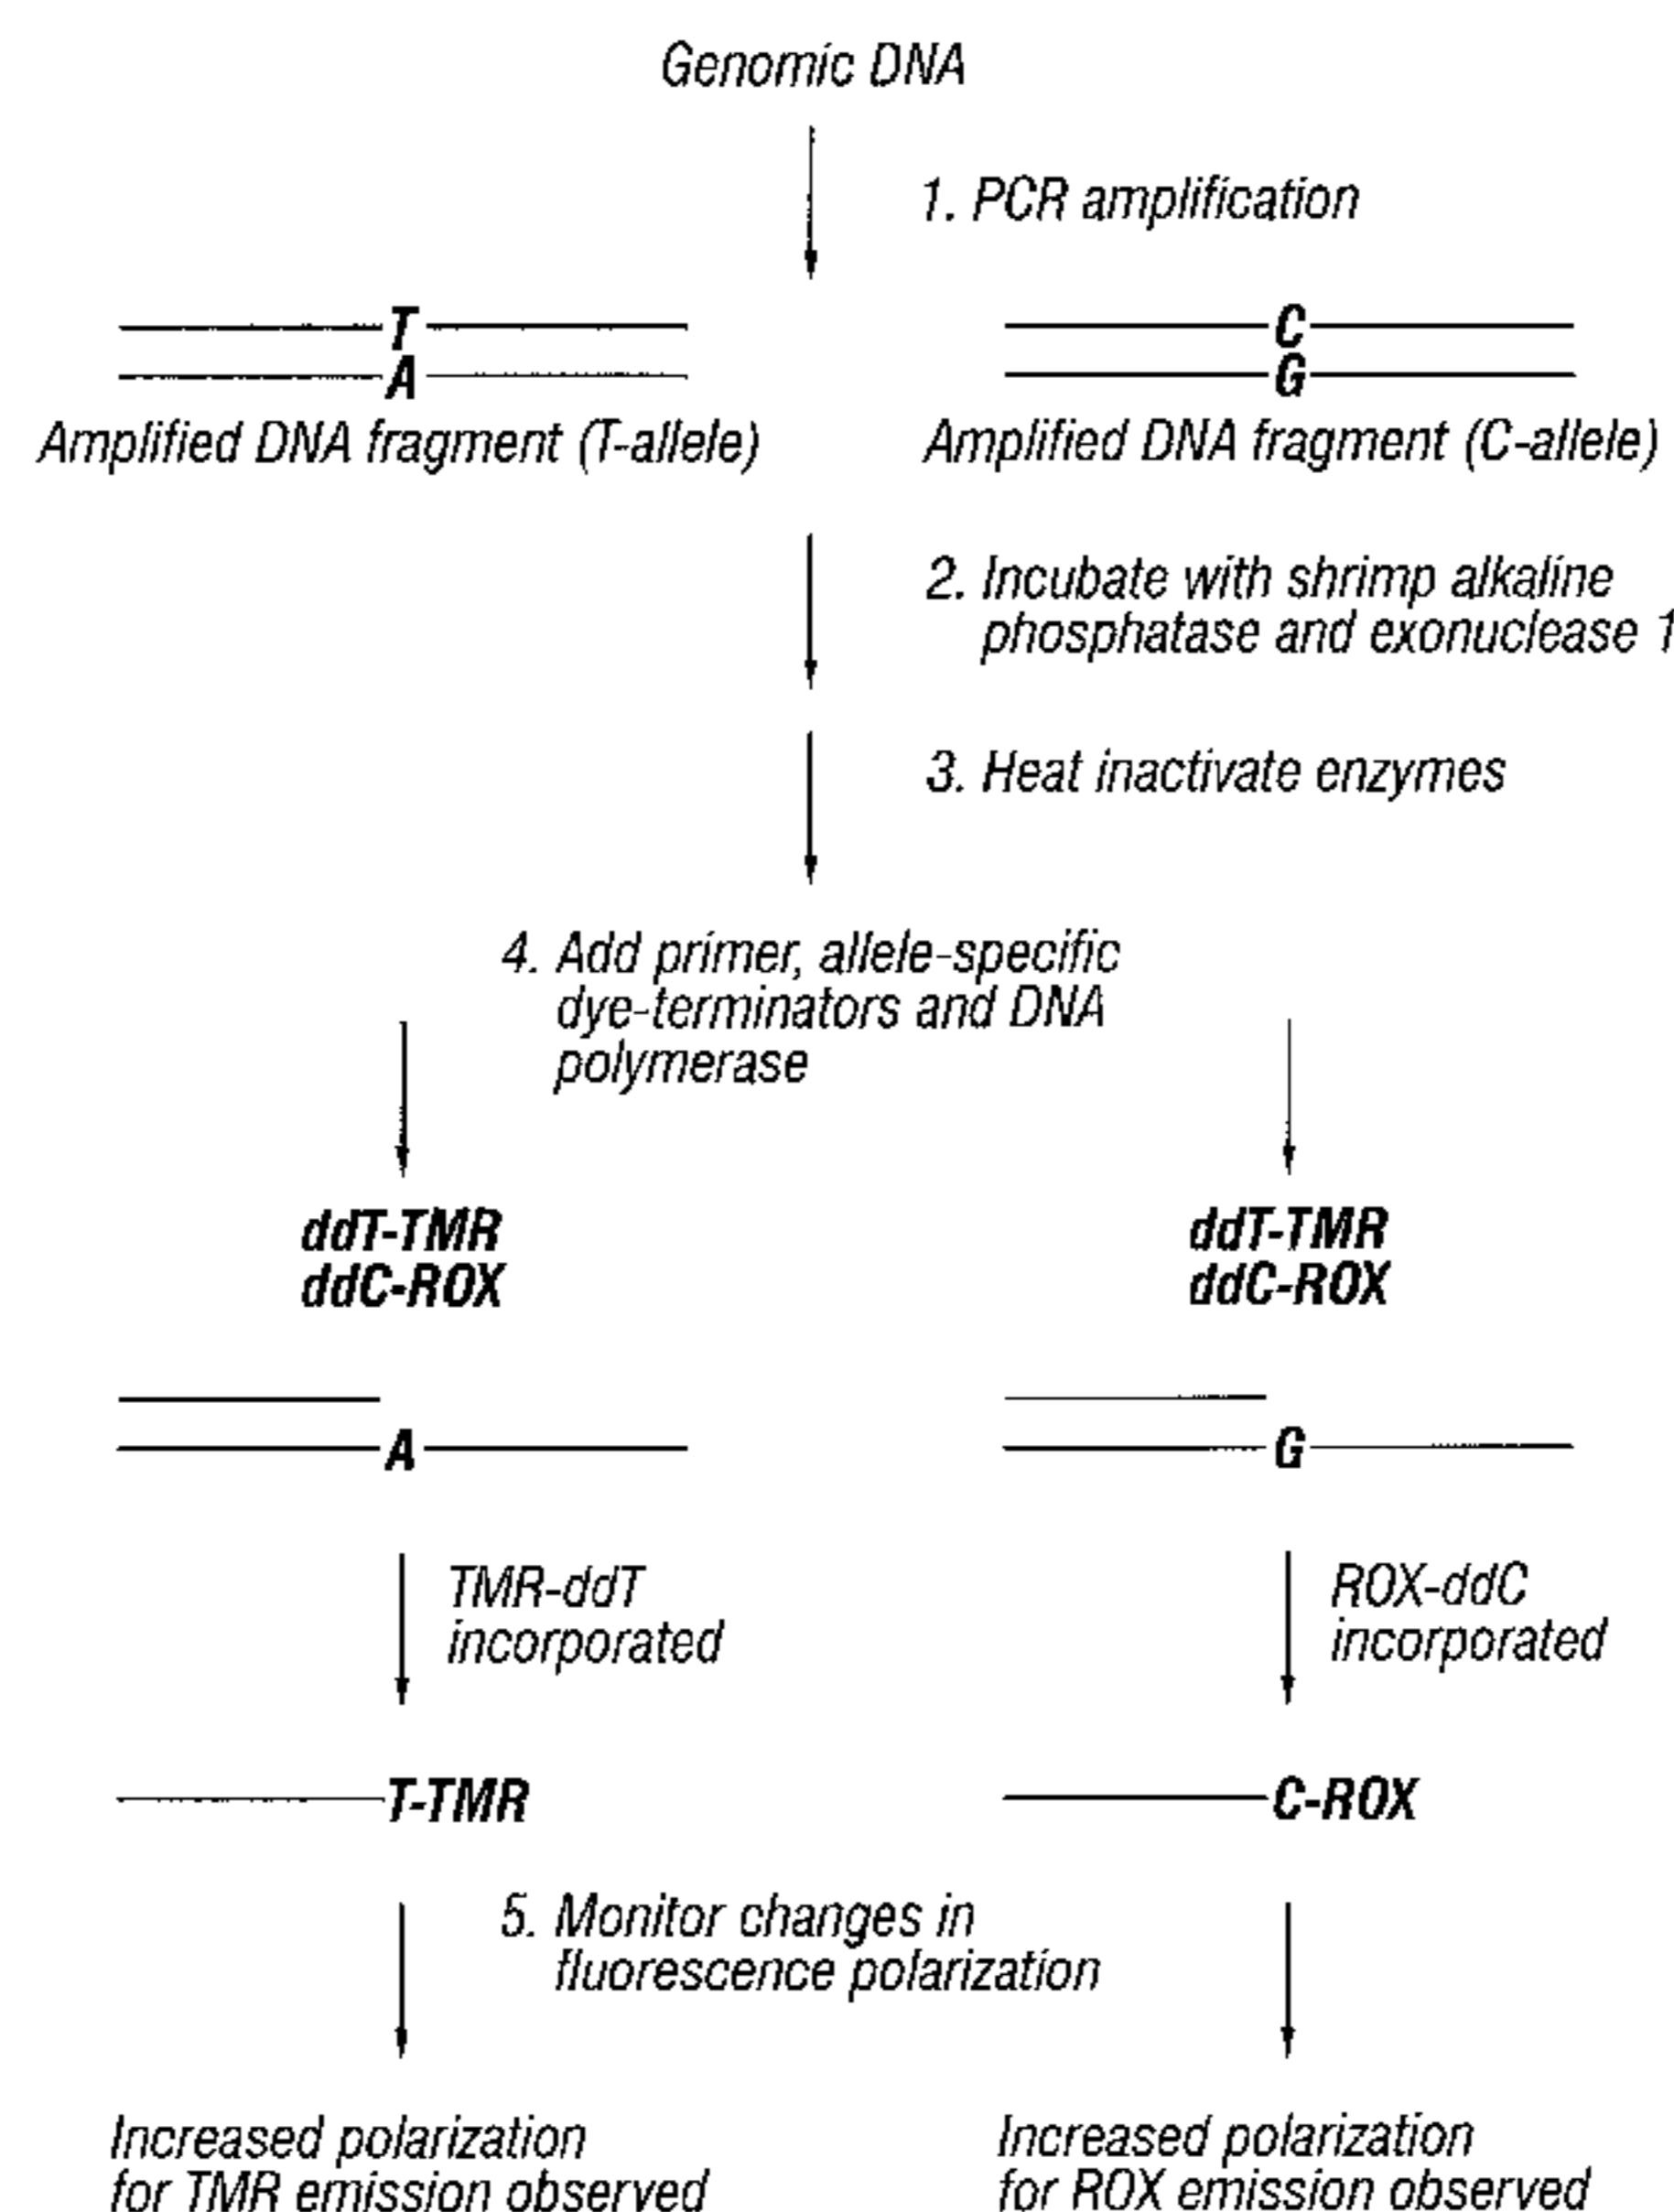 Genomic DNA
1. PCR amplification
T
A
Amplified DNA fragment (T-allele)
C
G
Amplified DNA fragment (C-allele)
2. Incubate with shrimp alkaline
phosphatase and exonuclease 1
3. Heat inactivate enzymes
4. Add primer, allele-specific
dye-terminators and DNA
polymerase
ddT-TMR
ddC-ROX
ddT-TMR
ddC-ROX
A
G
TMR-ddT
incorporated
ROX-ddC
incorporated
T-TMR
C-ROX
5. Monitor changes in
fluorescence polarization
Increased polarization
for TMR emission observed
Increased polarization
for ROX emission observed